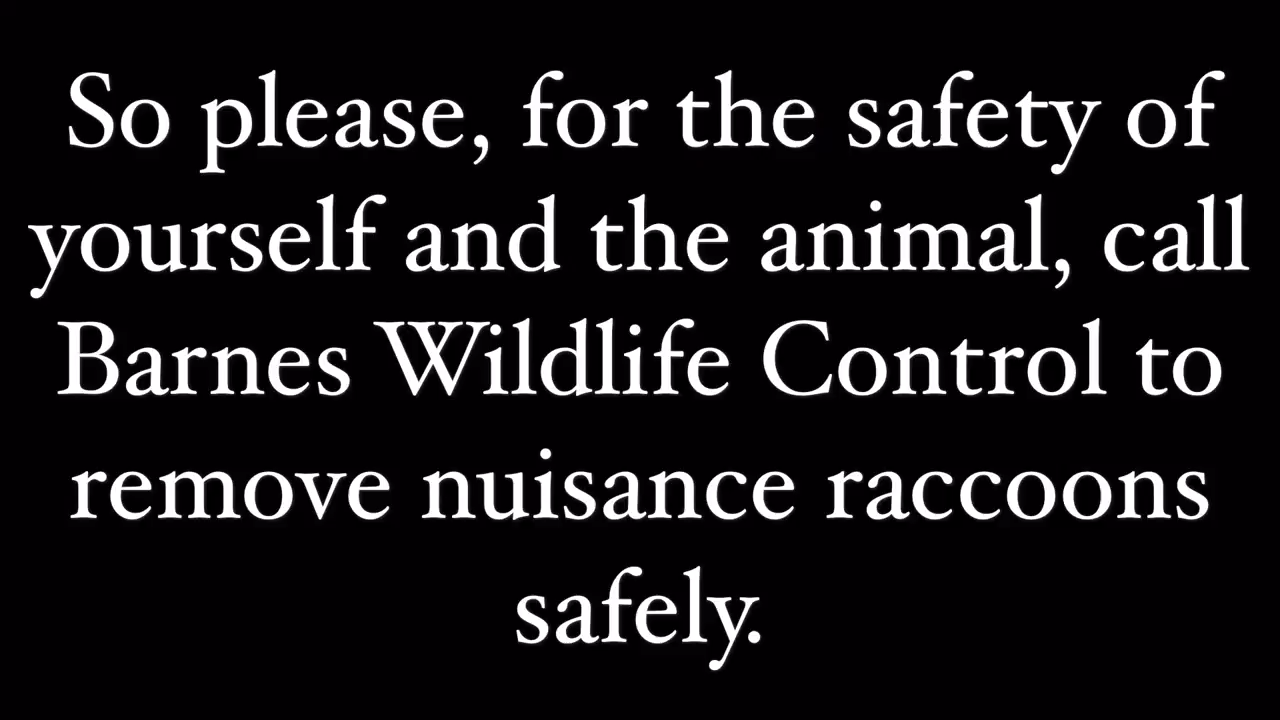 So please, for the safety of
yourself and the animal, call
Barnes Wildlife Control to
remove nuisance raccoons
safely.